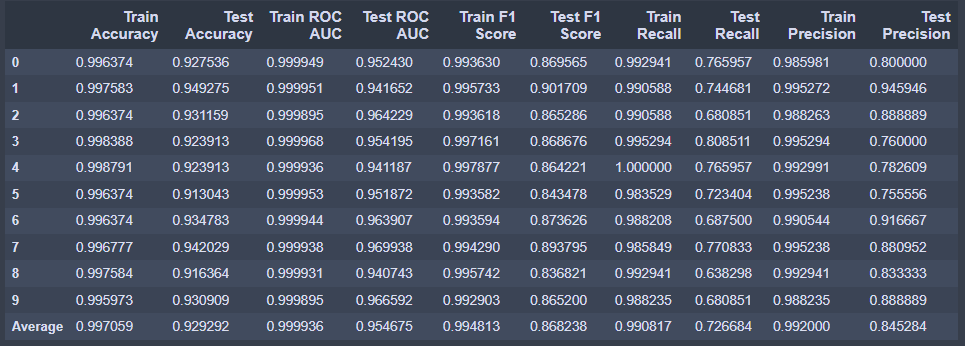 Train Accuracy Test Accuracy Train ROC AUC Test ROC AUC Train F1 Score Test F1 Score Train Recall Test Recall Train Precision Test Precision
0 0.996374 0.927536 0.999949 0.952430 0.993630 0.869565 0.992941 0.765957 0.985981 0.800000
1 0.997583 0.949275 0.999951 0.941652 0.995733 0.901709 0.990588 0.744681 0.995272 0.945946
2 0.996374 0.931159 0.999895 0.964229 0.993618 0.865286 0.990588 0.680851 0.988263 0.888889
3 0.998388 0.923913 0.999968 0.954195 0.997161 0.868676 0.995294 0.808511 0.995294 0.760000
4 0.998791 0.923913 0.999936 0.941187 0.997877 0.864221 1.000000 0.765957 0.992991 0.782609
5 0.996374 0.913043 0.999953 0.951872 0.993582 0.843478 0.983529 0.723404 0.995238 0.755556
6 0.996374 0.934783 0.999944 0.963907 0.993594 0.873626 0.988208 0.687500 0.990544 0.916667
7 0.996777 0.942029 0.999938 0.969938 0.994290 0.893795 0.985849 0.770833 0.995238 0.880952
8 0.997584 0.916364 0.999931 0.940743 0.995742 0.836821 0.992941 0.638298 0.992941 0.833333
9 0.995973 0.930909 0.999895 0.966592 0.992903 0.865200 0.988235 0.680851 0.988235 0.888889
Average 0.997059 0.929292 0.999936 0.954675 0.994813 0.868238 0.990817 0.726684 0.992000 0.845284